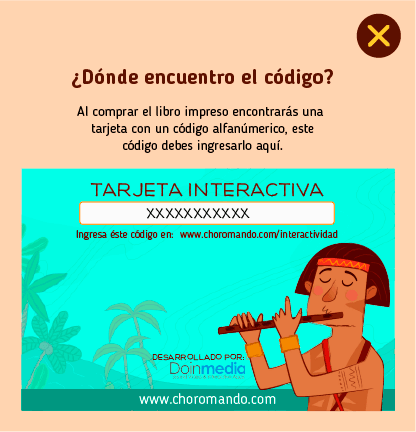 ¿Dónde encuentro el código?
Al comprar el libro impreso encontrarás una
tarjeta con un código alfanúmerico, este
código debes ingresarlo aquí.
TARJETA INTERACTIVA
XXXXXXXXXXX
Ingresa éste código en: www.choromando.com/interactividad
DESARROLLADO POR:
Doinmedia
www.choromando.com